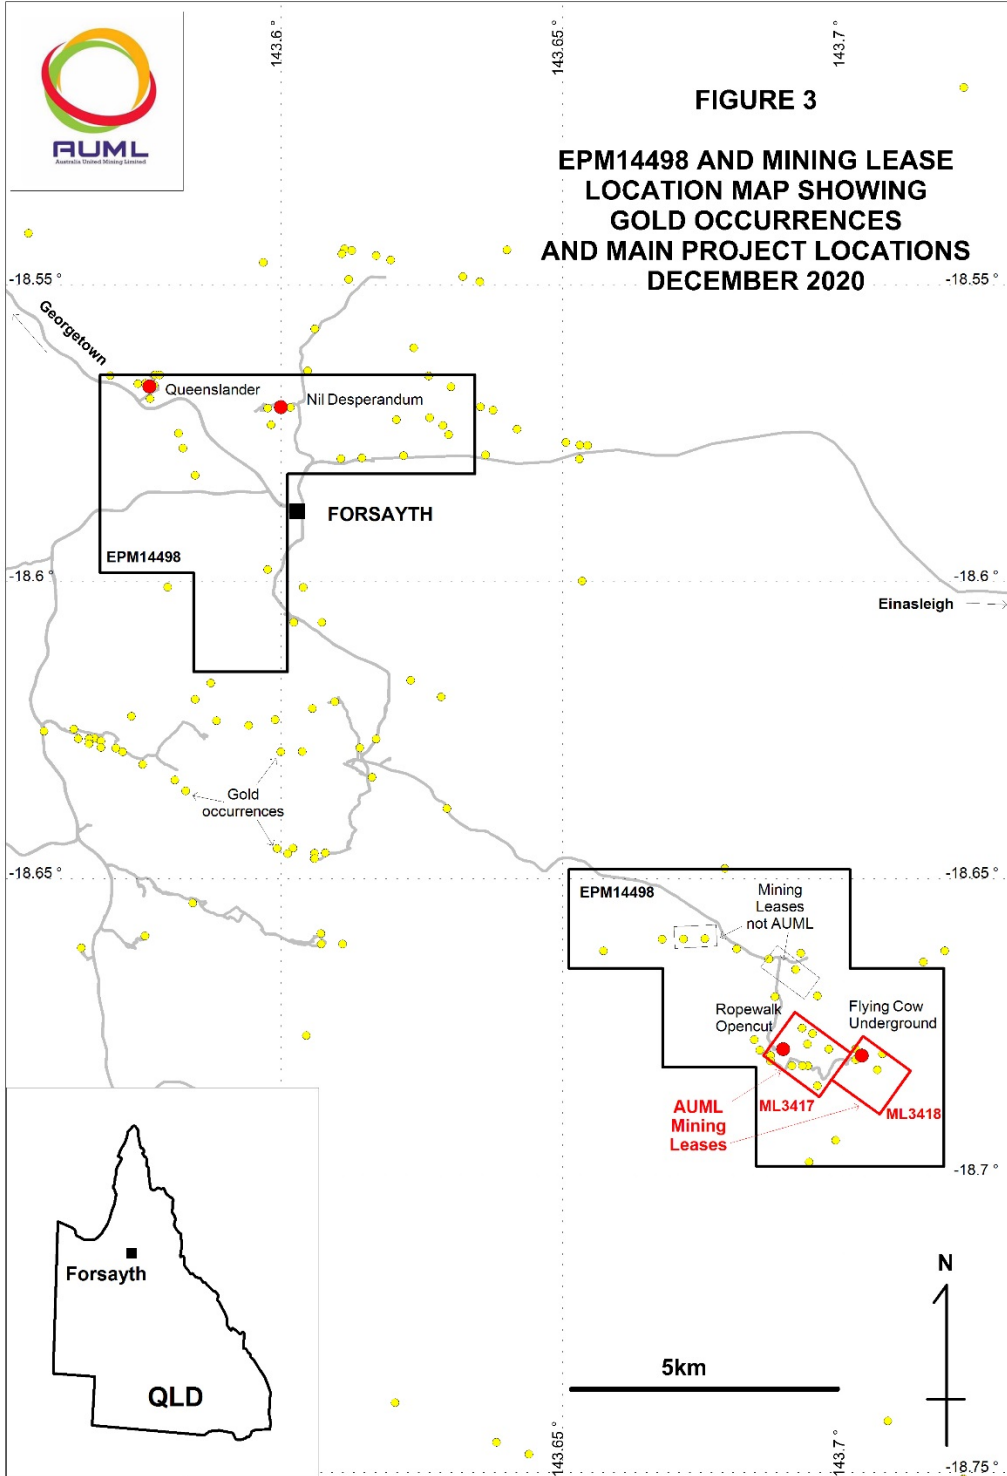 AUML
Australia United Mining Limited
143.6 °
143.65 °
143.7 °
FIGURE 3
EPM14498 AND MINING LEASE
LOCATION MAP SHOWING
GOLD OCCURRENCES
AND MAIN PROJECT LOCATIONS
DECEMBER 2020
-18.55 °
-18.55 °
Georgetown
Queenslander
Nil Desperandum
FORSAYTH
EPM14498
-18.6 °
-18.6 °
Einasleigh
Gold
occurrences
-18.65 °
-18.65 °
EPM14498
Mining
Leases
not AUML
Ropewalk
Opencut
Flying Cow
Underground
AUML
Mining
Leases
ML3417
ML3418
-18.7 °
Forsayth
QLD
N
5km
143.65 °
143.7 °
-18.75 °